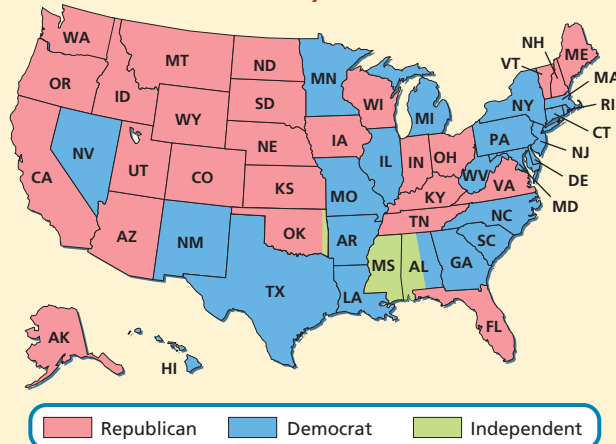 WA
MT
ND
MN
OR
ID
SD
WI
WY
MI
NY
VT
NH
ME
MA
RI
CT
NJ
DE
MD
NE
IA
PA
NV
UT
CO
KS
MO
IL
IN
OH
WV
VA
KY
CA
AZ
NM
OK
AR
TN
NC
SC
MS
AL
GA
TX
LA
FL
AK
HI
Republican
Democrat
Independent